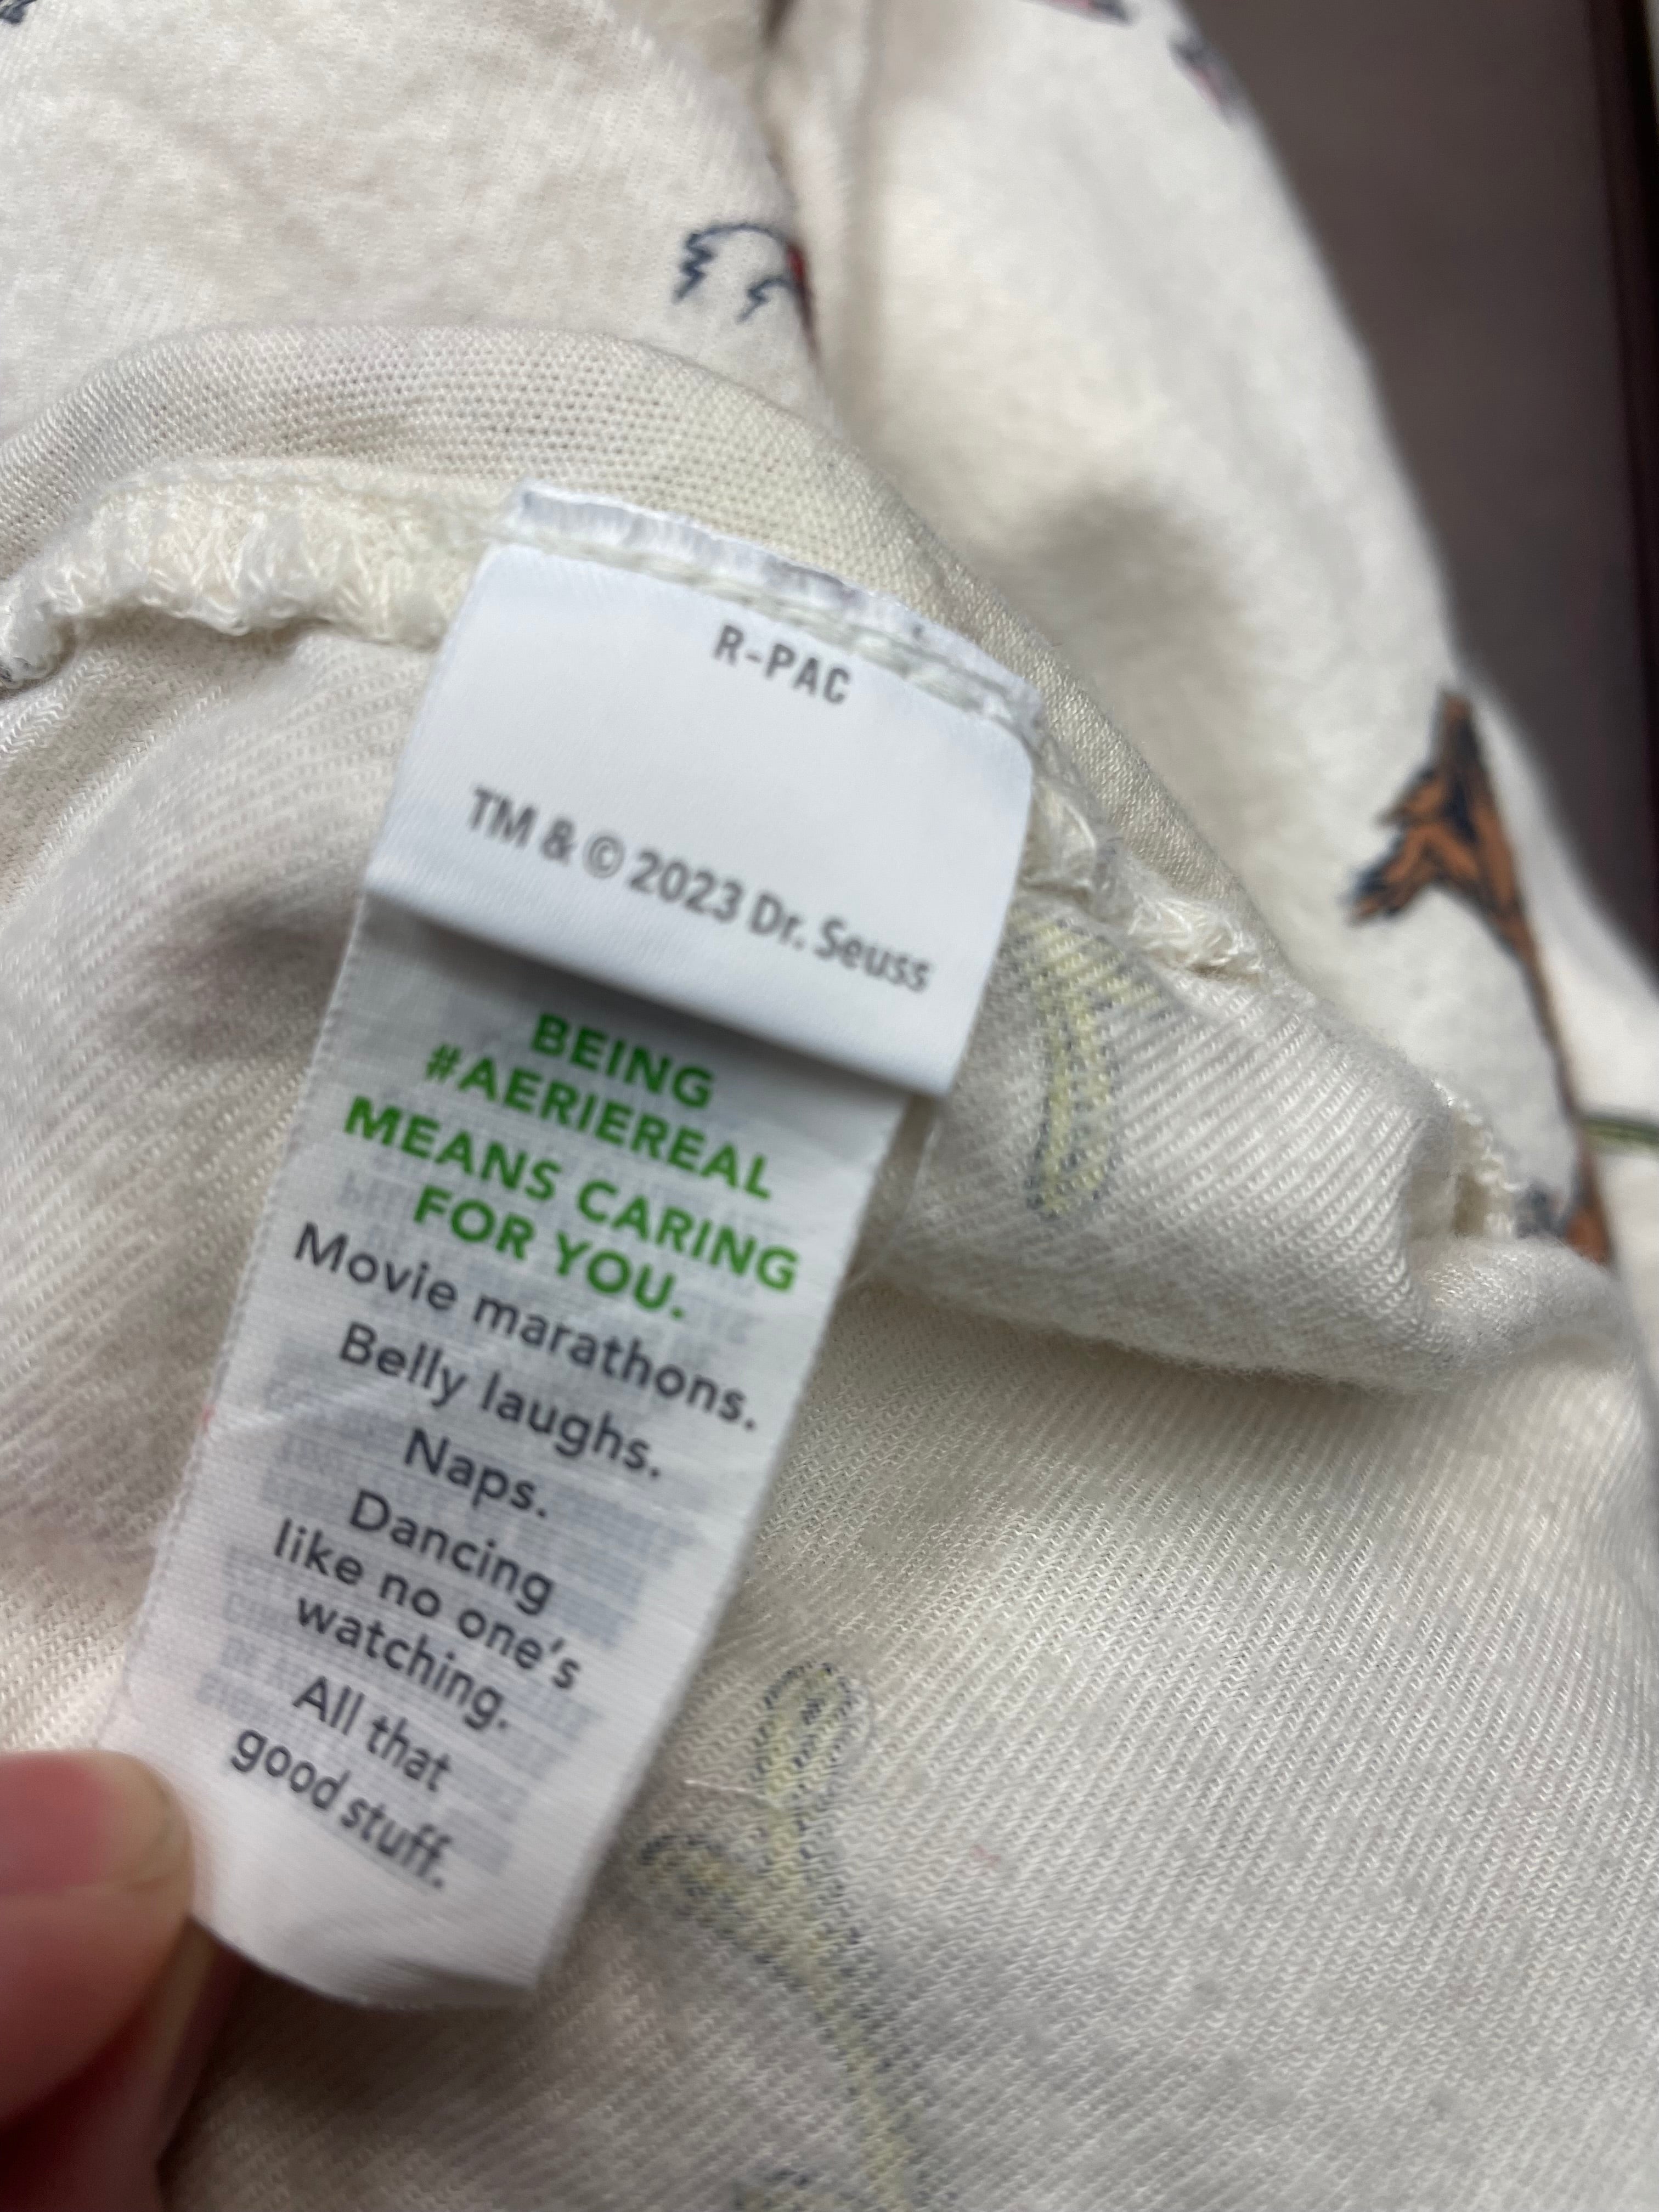 R-PAC
TM & © 2023 Dr. Seuss
BEING
#AERIEREAL
MEANS CARING
FOR YOU.
Movie marathons.
Belly laughs.
Naps.
Dancing
like no one's
watching.
All that
good stuff.